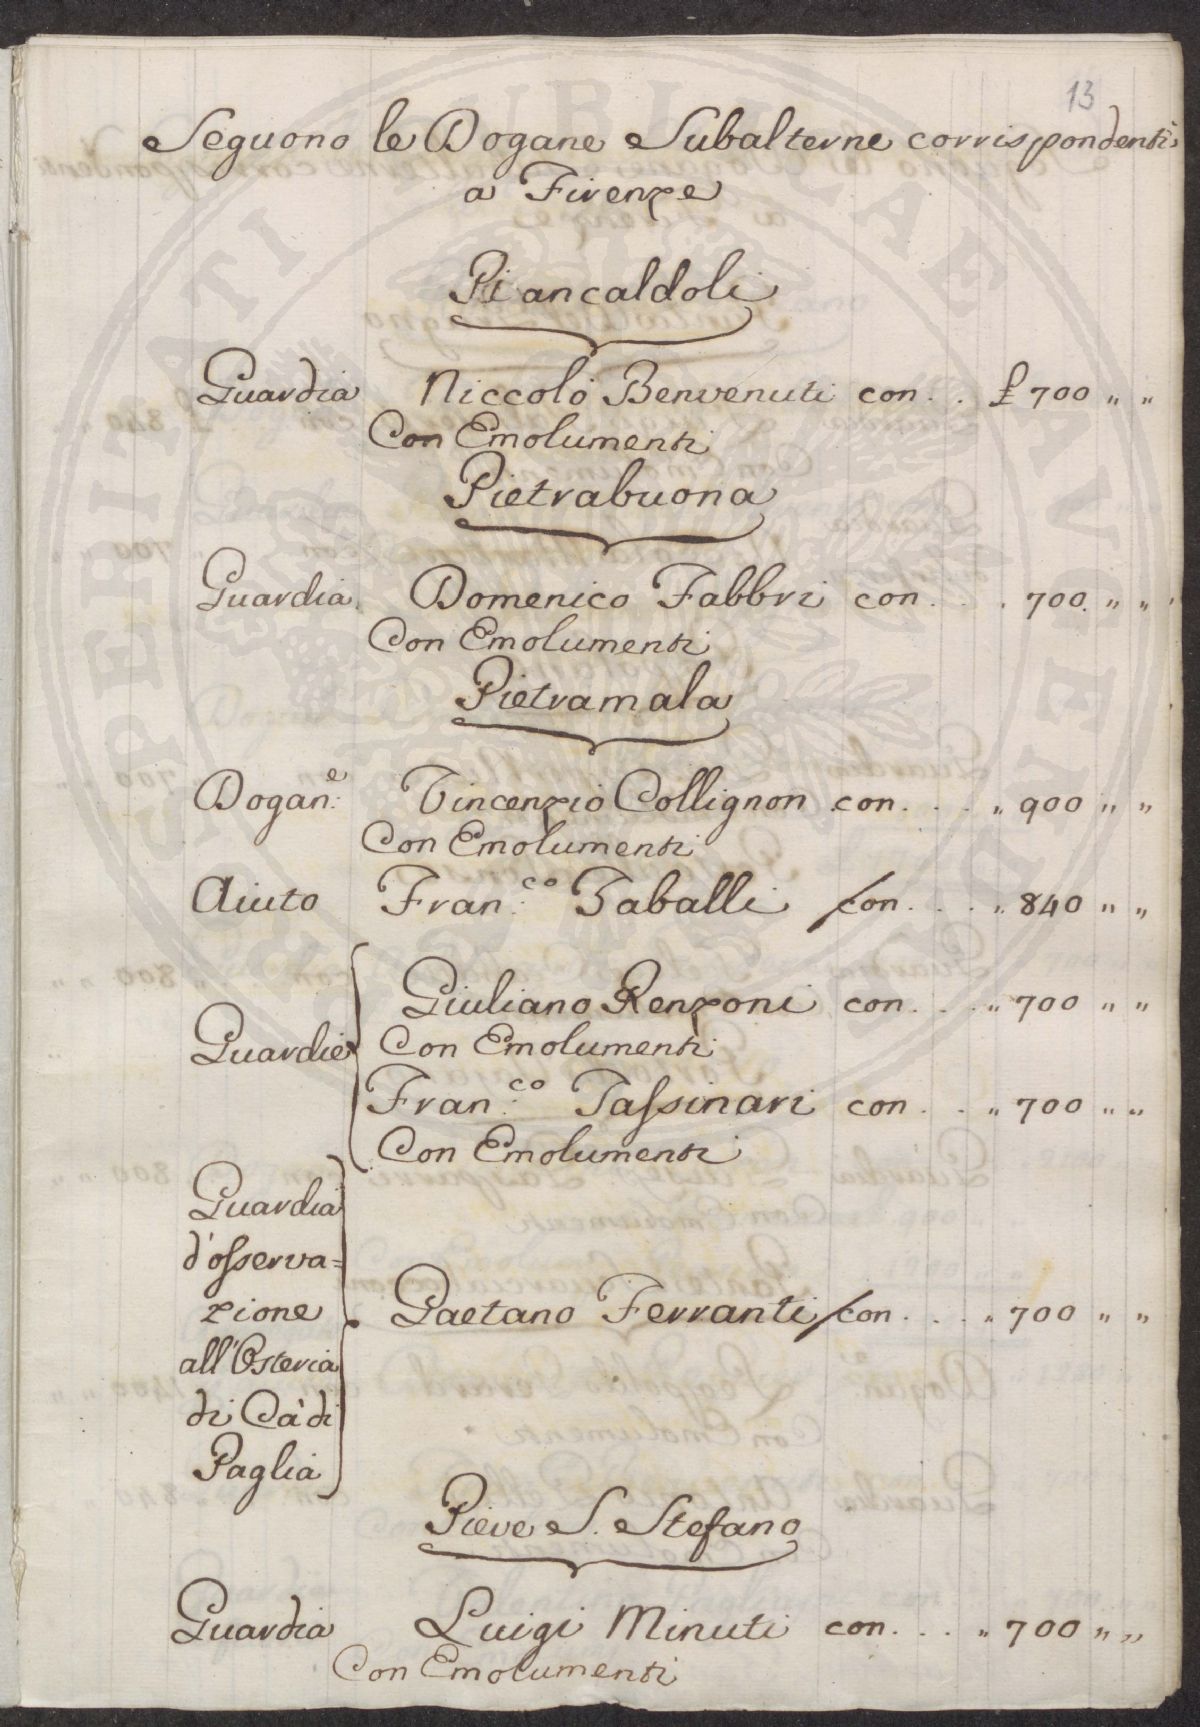 13
Seguono le Dogane Subalterne corrispondenti
a Firenze
Piancaldoli
Guardia Niccolò Benvenuti con . . £ 700 " "
Con Emolumenti
Pietrabuona
Guardia Domenico Fabbri con . . . 700 " "
Con Emolumenti
Pietramala
Dogan:e Vincenzio Collignon con . . . " 900 " "
Con Emolumenti
Aiuto Fran:co Taballi con . . . " 840 " "
Giuliano Renzoni con . . . " 700 " "
Guardie Con Emolumenti
Fran:co Tassinari con . . . " 700 " "
Con Emolumenti
Guardia
d'osserva=
zione
all'Osteria
di Cà di
Paglia
Gaetano Ferranti con . . . . " 700 " "
Pieve S. Stefano
Guardia Luigi Minuti con . . . " 700 " "
Con Emolumenti